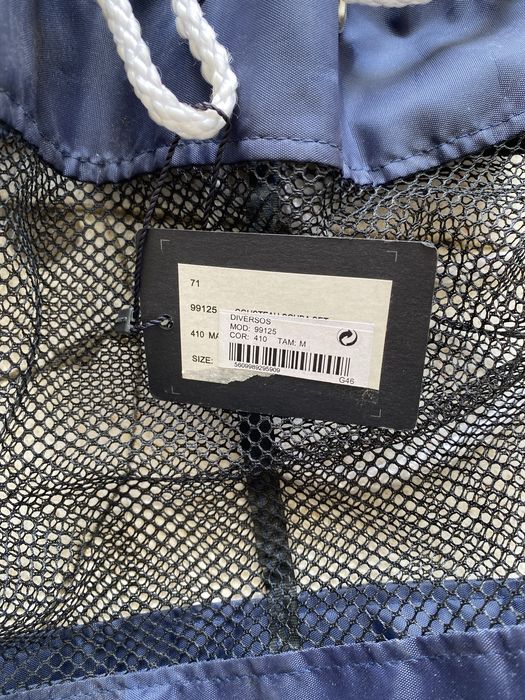 71
99125
DIVERSOS
MOD: 99125
410 MA
COR: 410 TAM: M
SIZE:
5609989295909
G46